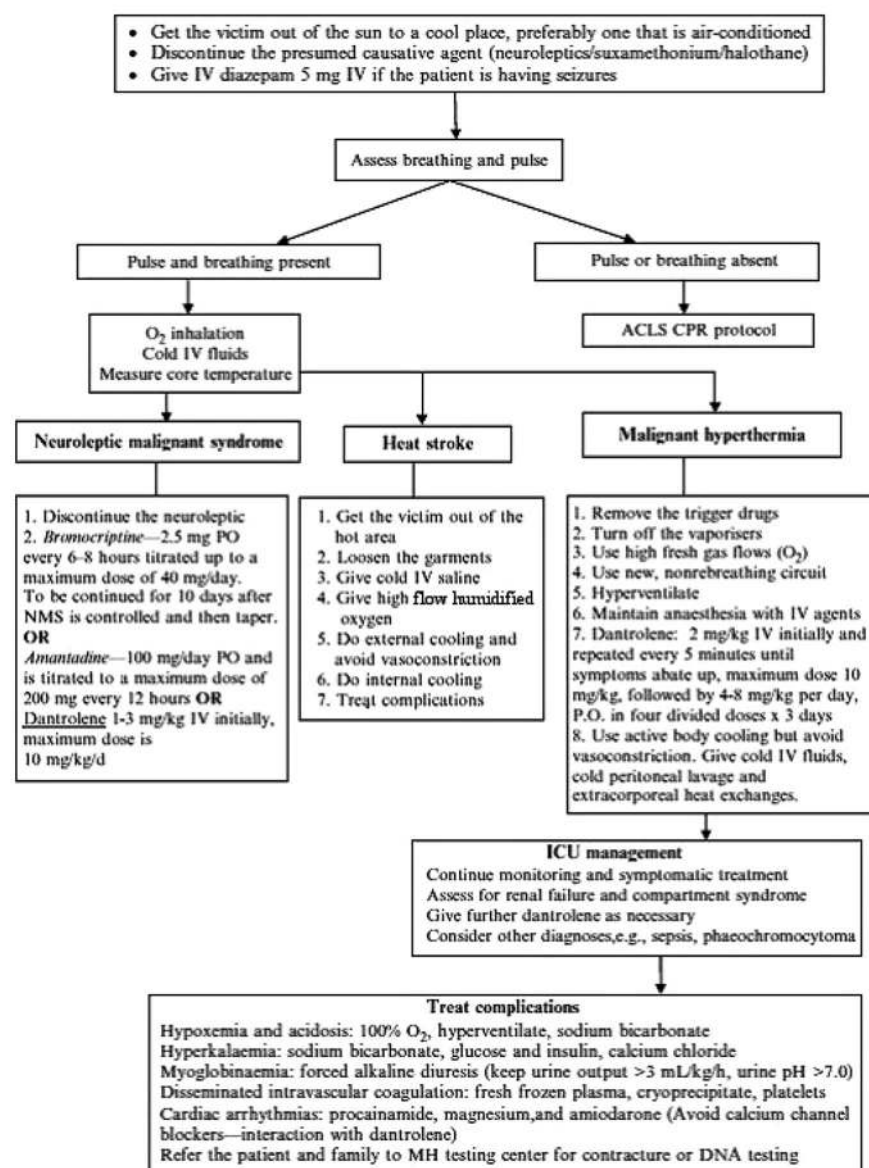 • Get the victim out of the sun to a cool place, preferably one that is air-conditioned
• Discontinue the presumed causative agent (neuroleptics/suxamethonium/halothane)
• Give IV diazepam 5 mg IV if the patient is having seizures
Assess breathing and pulse
Pulse and breathing present
Pulse or breathing absent
O₂ inhalation
Cold IV fluids
Measure core temperature
ACLS CPR protocol
Neuroleptic malignant syndrome
Heat stroke
Malignant hyperthermia
1. Discontinue the neuroleptic
2. Bromocriptine—2.5 mg PO
every 6–8 hours titrated up to a
maximum dose of 40 mg/day.
To be continued for 10 days after
NMS is controlled and then taper.
OR
Amantadine—100 mg/day PO and
is titrated to a maximum dose of
200 mg every 12 hours OR
Dantrolene 1-3 mg/kg IV initially,
maximum dose is
10 mg/kg/d
1. Get the victim out of the
hot area
2. Loosen the garments
3. Give cold IV saline
4. Give high flow humidified
oxygen
5. Do external cooling and
avoid vasoconstriction
6. Do internal cooling
7. Treat complications
1. Remove the trigger drugs
2. Turn off the vaporisers
3. Use high fresh gas flows (O₂)
4. Use new, nonrebreathing circuit
5. Hyperventilate
6. Maintain anaesthesia with IV agents
7. Dantrolene: 2 mg/kg IV initially and
repeated every 5 minutes until
symptoms abate up, maximum dose 10
mg/kg, followed by 4-8 mg/kg per day,
P.O. in four divided doses x 3 days
8. Use active body cooling but avoid
vasoconstriction. Give cold IV fluids,
cold peritoneal lavage and
extracorporeal heat exchanges.
ICU management
Continue monitoring and symptomatic treatment
Assess for renal failure and compartment syndrome
Give further dantrolene as necessary
Consider other diagnoses,e.g., sepsis, phaeochromocytoma
Treat complications
Hypoxemia and acidosis: 100% O₂, hyperventilate, sodium bicarbonate
Hyperkalaemia: sodium bicarbonate, glucose and insulin, calcium chloride
Myoglobinaemia: forced alkaline diuresis (keep urine output >3 mL/kg/h, urine pH >7.0)
Disseminated intravascular coagulation: fresh frozen plasma, cryoprecipitate, platelets
Cardiac arrhythmias: procainamide, magnesium,and amiodarone (Avoid calcium channel
blockers—interaction with dantrolene)
Refer the patient and family to MH testing center for contracture or DNA testing